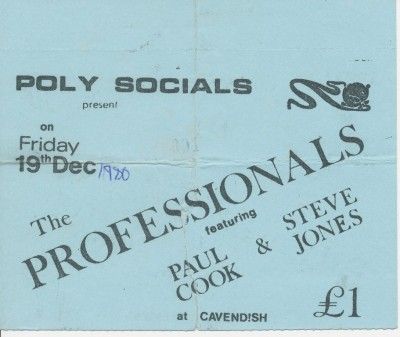 POLY SOCIALS
present
on
Friday
19th Dec 1980
The
PROFESSIONALS
featuring
PAUL COOK & STEVE JONES
at CAVENDISH
£1